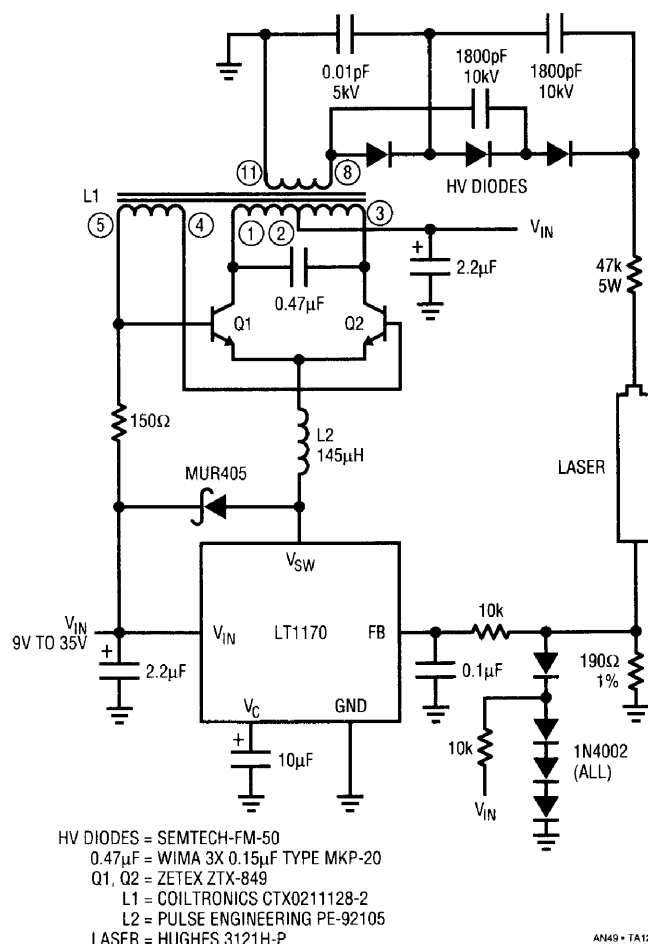 0.01pF
5kV
1800pF
10kV
1800pF
10kV
11
8
HV DIODES
L1
5
4
1
2
3
VIN
+
2.2µF
0.47µF
47k
5W
Q1
Q2
150Ω
L2
145µH
LASER
MUR405
VSW
VIN
9V TO 35V
VIN
LT1170
FB
10k
+
2.2µF
0.1µF
190Ω
1%
VC
GND
+
10µF
10k
1N4002
(ALL)
VIN
HV DIODES = SEMTECH-FM-50
0.47µF = WIMA 3X 0.15µF TYPE MKP-20
Q1, Q2 = ZETEX ZTX-849
L1 = COILTRONICS CTX0211128-2
L2 = PULSE ENGINEERING PE-92105
LASER = HUGHES 3121H-P
AN49 • TA12